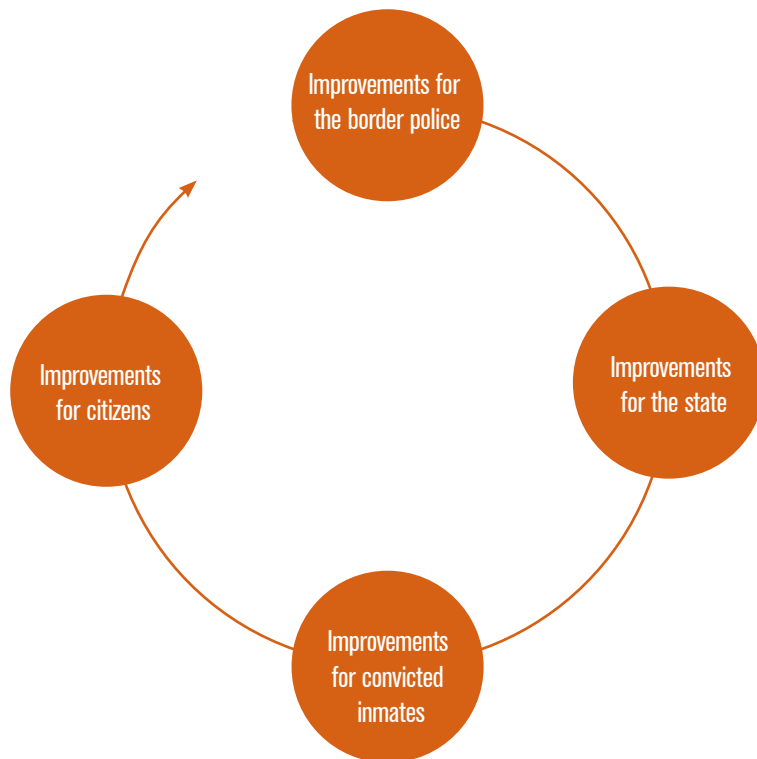 Improvements for
the border police
Improvements
for the state
Improvements
for convicted
inmates
Improvements
for citizens